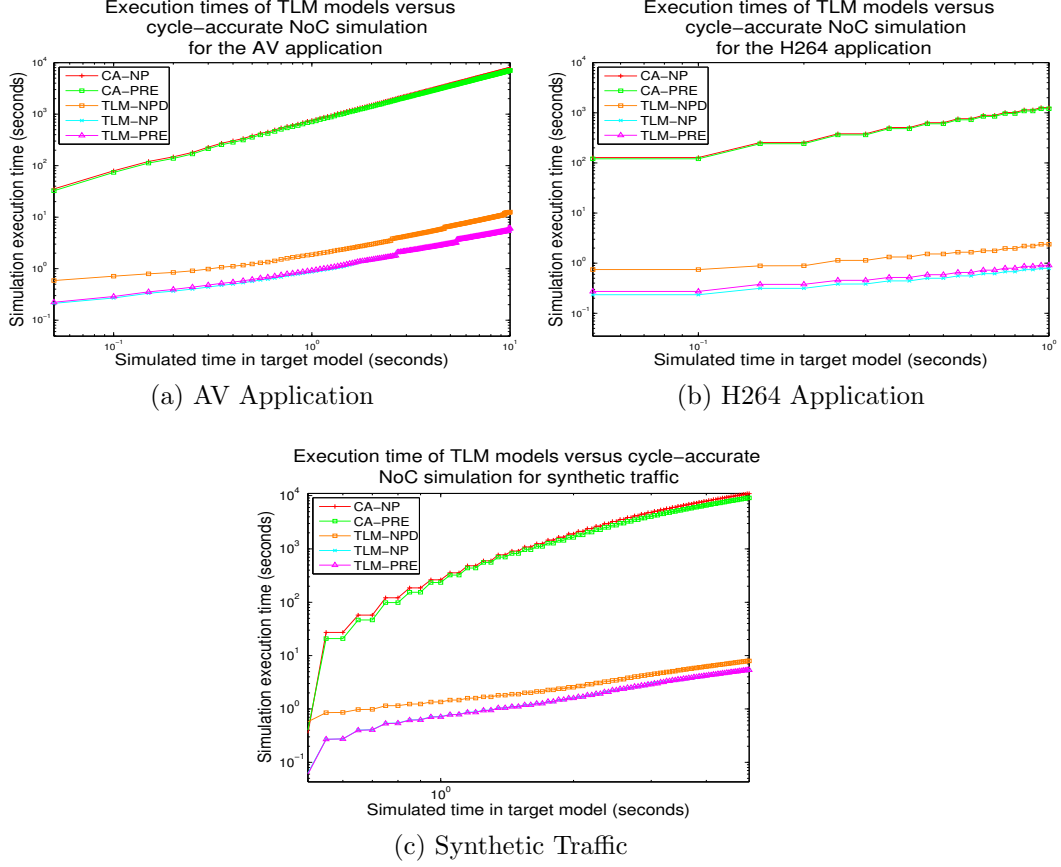 Execution times of TLM models versus
cycle−accurate NoC simulation
for the AV application
Simulation execution time (seconds)
10^4
10^3
10^2
10^1
10^0
10^−1
CA−NP
CA−PRE
TLM−NPD
TLM−NP
TLM−PRE
10^−1
10^0
10^1
Simulated time in target model (seconds)
(a) AV Application
Execution times of TLM models versus
cycle−accurate NoC simulation
for the H264 application
Simulation execution time (seconds)
10^4
10^3
10^2
10^1
10^0
10^−1
CA−NP
CA−PRE
TLM−NPD
TLM−NP
TLM−PRE
10^−1
10^0
Simulated time in target model (seconds)
(b) H264 Application
Execution time of TLM models versus cycle−accurate
NoC simulation for synthetic traffic
Simulation execution time (seconds)
10^4
10^3
10^2
10^1
10^0
10^−1
CA−NP
CA−PRE
TLM−NPD
TLM−NP
TLM−PRE
10^0
Simulated time in target model (seconds)
(c) Synthetic Traffic